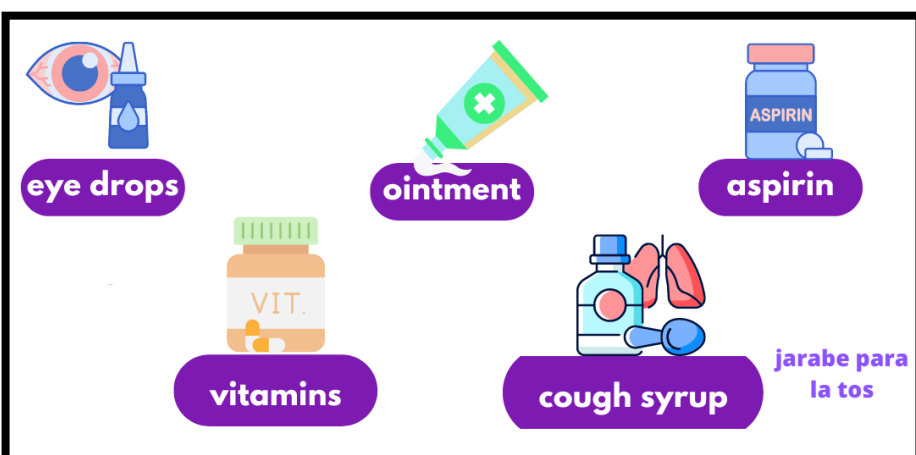 ASPIRIN
eye drops
ointment
aspirin
VIT.
vitamins
cough syrup
jarabe para
la tos